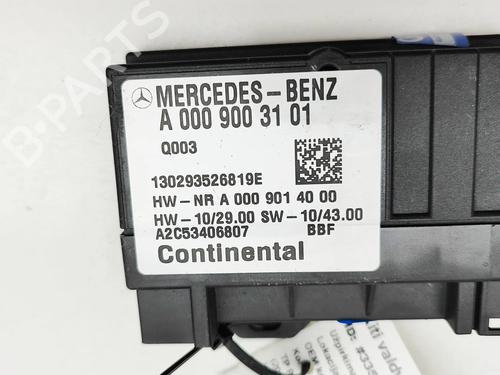 MERCEDES-BENZ
A 000 900 31 01
Q003
130293526819E
HW-NR A 000 901 40 00
HW-10/29.00 SW-10/43.00
A2C53406807 BBF
Continental
B-PARTS